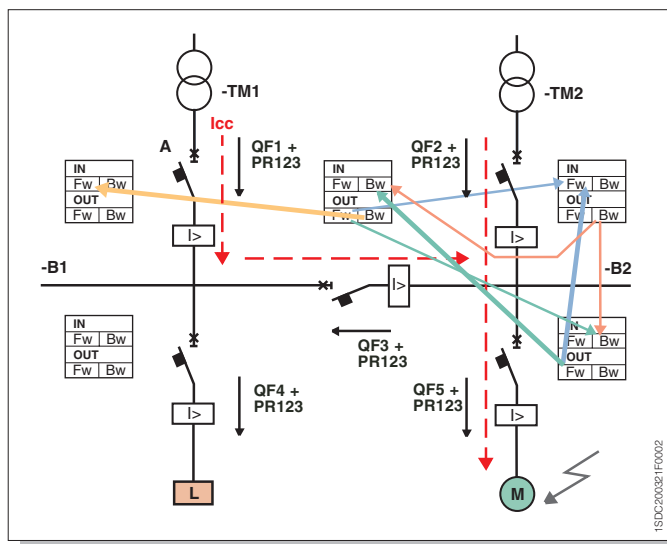 -TM1
-TM2
Icc
A
QF1 +
PR123
QF2 +
PR123
IN
Fw Bw
OUT
Fw Bw
IN
Fw Bw
OUT
Fw Bw
IN
Fw Bw
OUT
Fw Bw
I>
I>
-B1
-B2
I>
IN
Fw Bw
OUT
Fw Bw
QF3 +
PR123
IN
Fw Bw
OUT
Fw Bw
QF4 +
PR123
QF5 +
PR123
I>
I>
L
M
1SDC200321F0002